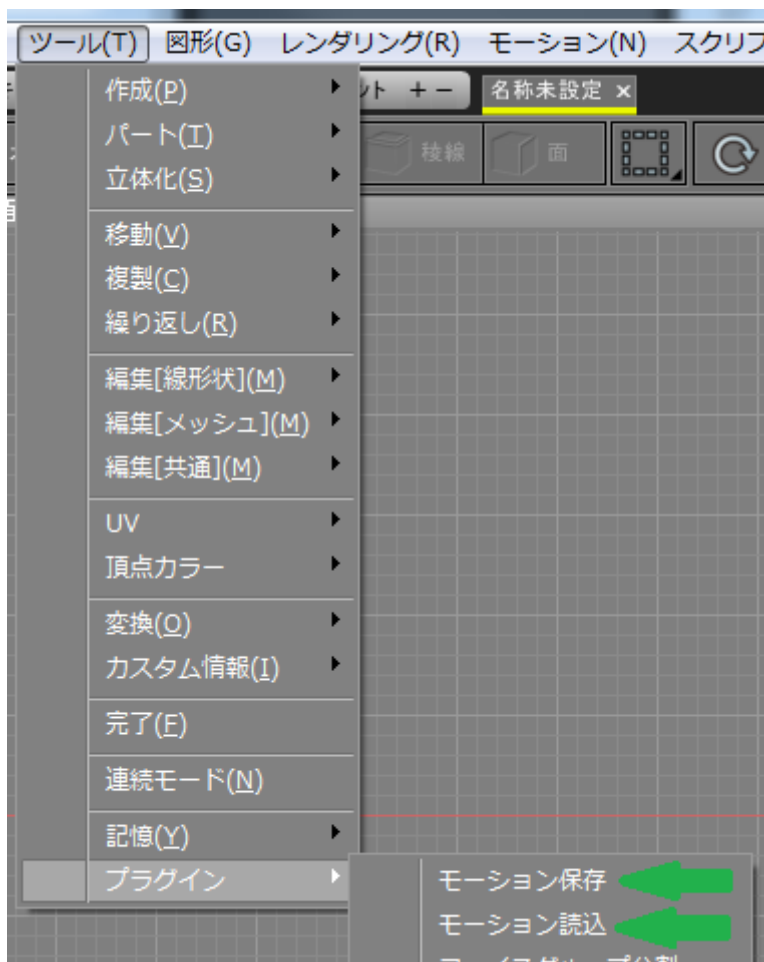 ツール(T) 図形(G) レンダリング(R) モーション(N) スクリプ
作成(P)
ット + − 名称未設定 ×
パート(T)
稜線 面
立体化(S)
移動(V)
複製(C)
繰り返し(R)
編集[線形状](M)
編集[メッシュ](M)
編集[共通](M)
UV
頂点カラー
変換(O)
カスタム情報(I)
完了(F)
連続モード(N)
記憶(Y)
プラグイン
モーション保存
モーション読込